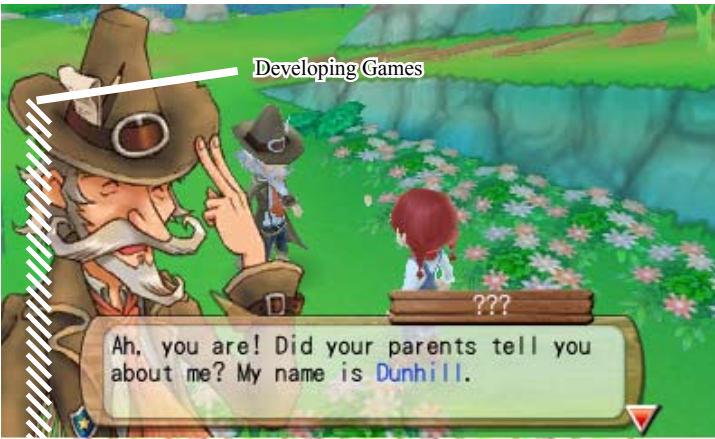 Developing Games
???
Ah, you are! Did your parents tell you
about me? My name is Dunhill.